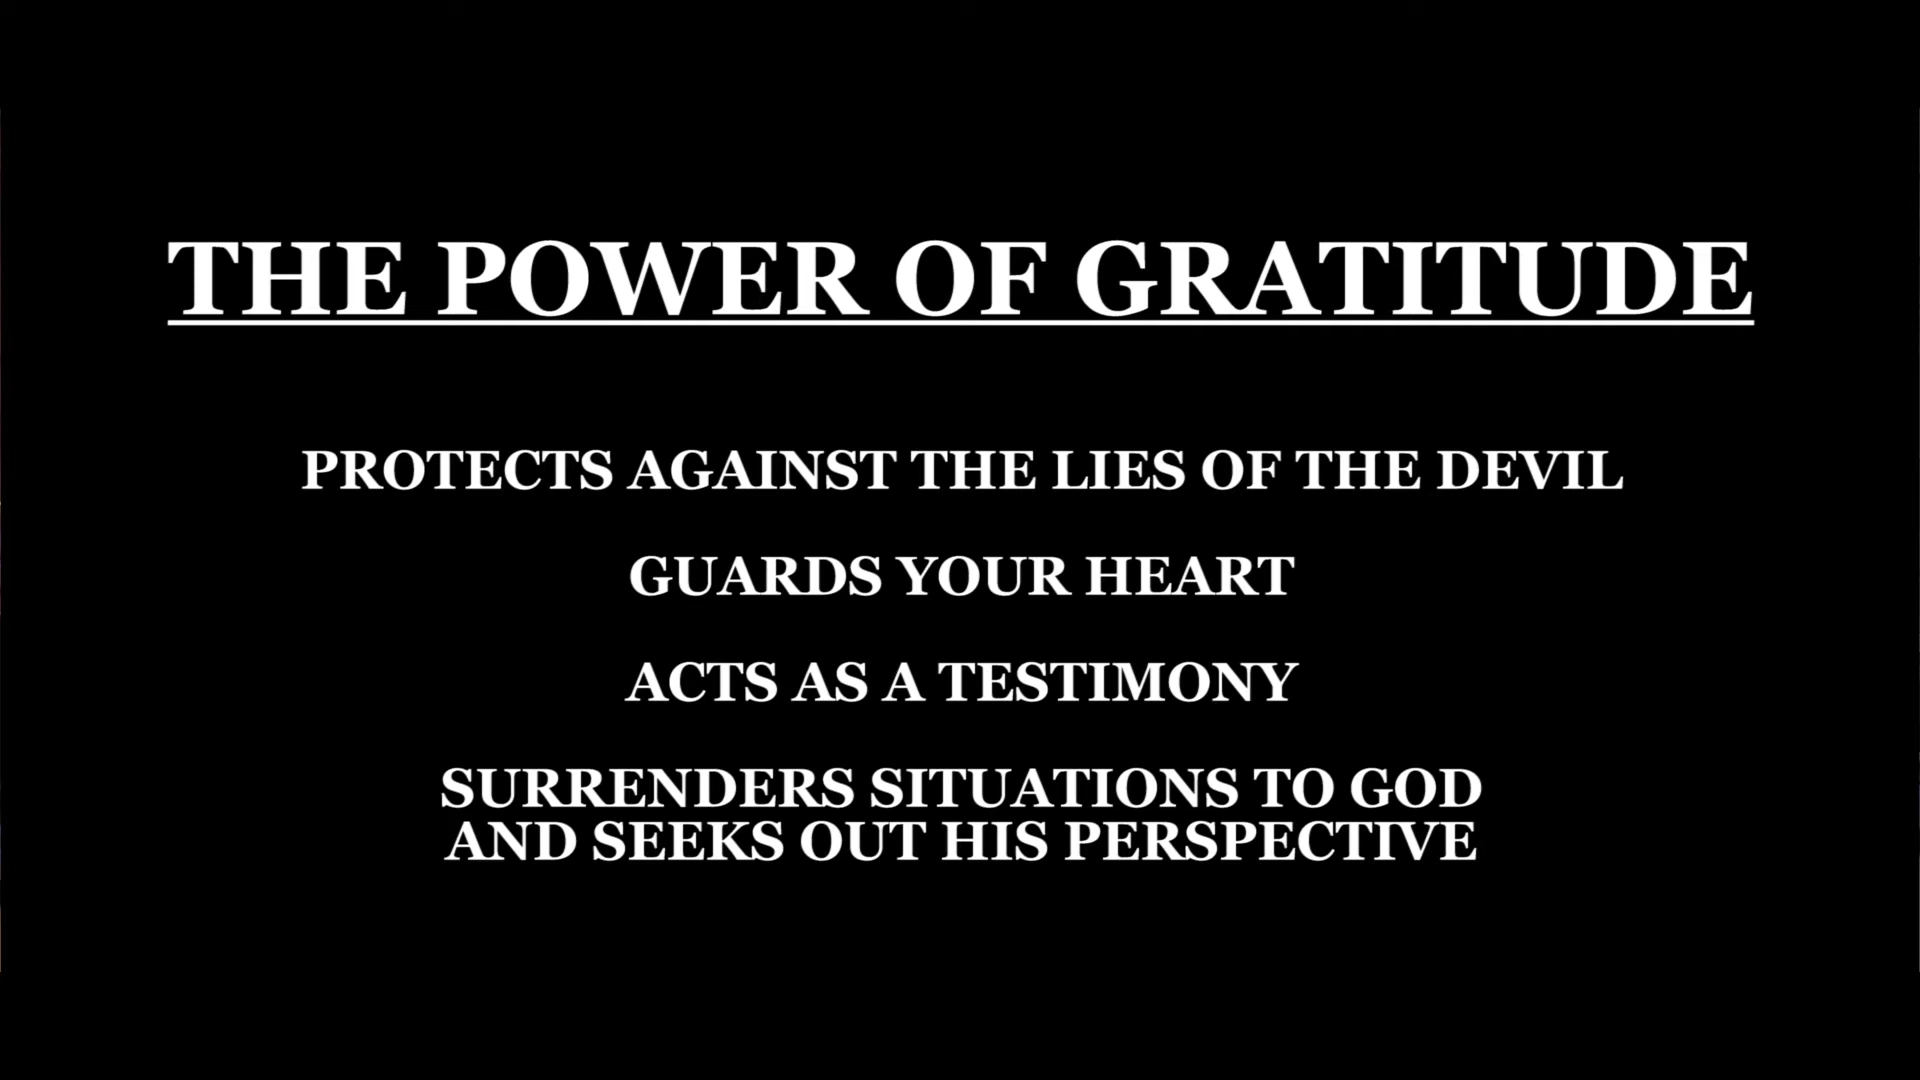 THE POWER OF GRATITUDE
PROTECTS AGAINST THE LIES OF THE DEVIL
GUARDS YOUR HEART
ACTS AS A TESTIMONY
SURRENDERS SITUATIONS TO GOD
AND SEEKS OUT HIS PERSPECTIVE